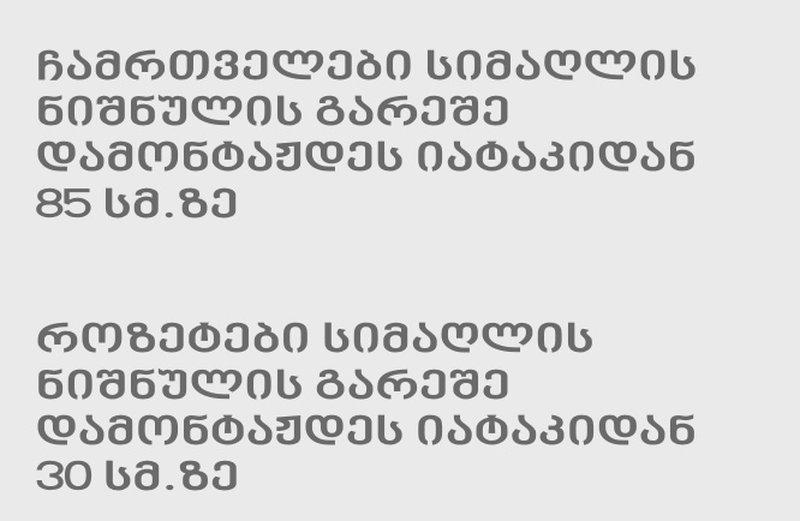 ჩამრთველები სიმაღლის
ნიშნულის გარეშე
დამონტაჟდეს იატაკიდან
85 სმ.ზე
როზეტები სიმაღლის
ნიშნულის გარეშე
დამონტაჟდეს იატაკიდან
30 სმ.ზე